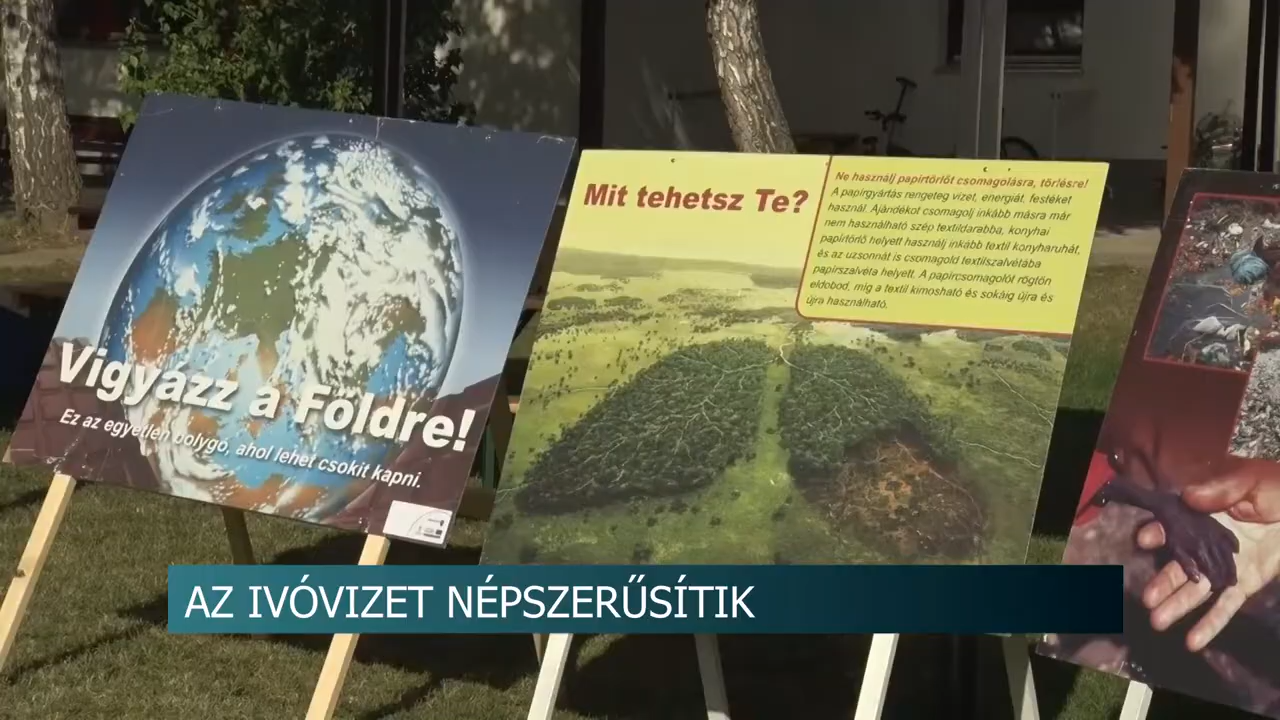 Vigyazz a Földre!
Ez az egyetlen bolygó, ahol lehet csokit kapni.
Mit tehetsz Te?
Ne használj papírtörlőt csomagolásra, törlésre!
A papírgyártás rengeteg vizet, energiát, festéket
használ. Ajándékot csomagolj inkább másra már
nem használható szép textildarabba, konyhai
papírtörlő helyett használj inkább textil konyharuhát,
és az uzsonnát is csomagold textilszalvétába
papírszalvéta helyett. A papírcsomagolót rögtön
eldobod, míg a textil kimosható és sokáig újra és
újra használható.
AZ IVÓVIZET NÉPSZERŰSÍTIK